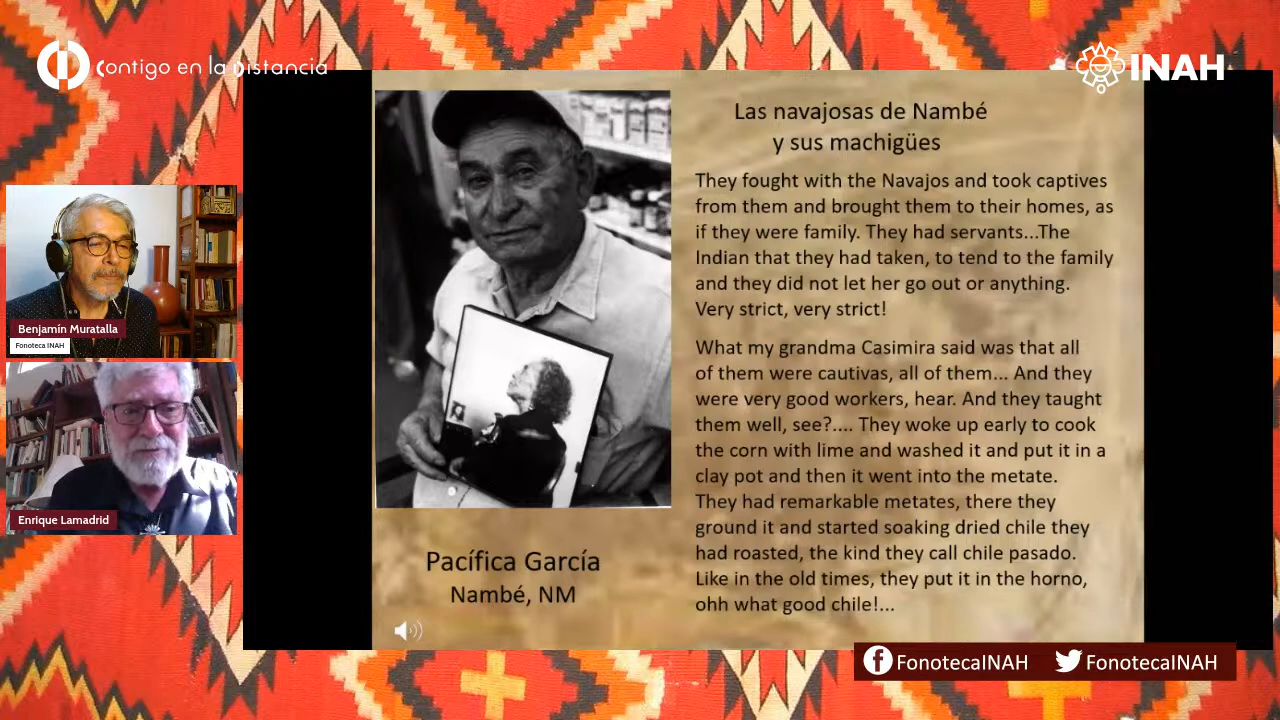 Contigo en la Distancia
INAH
Benjamín Muratalla
Fonoteca INAH
Enrique Lamadrid
Las navajosas de Nambé
y sus machigües
They fought with the Navajos and took captives
from them and brought them to their homes, as
if they were family. They had servants...The
Indian that they had taken, to tend to the family
and they did not let her go out or anything.
Very strict, very strict!
What my grandma Casimira said was that all
of them were cautivas, all of them... And they
were very good workers, hear. And they taught
them well, see?.... They woke up early to cook
the corn with lime and washed it and put it in a
clay pot and then it went into the metate.
They had remarkable metates, there they
ground it and started soaking dried chile they
had roasted, the kind they call chile pasado.
Like in the old times, they put it in the horno,
ohh what good chile!...
Pacífica García
Nambé, NM
FonotecaINAH
FonotecaINAH